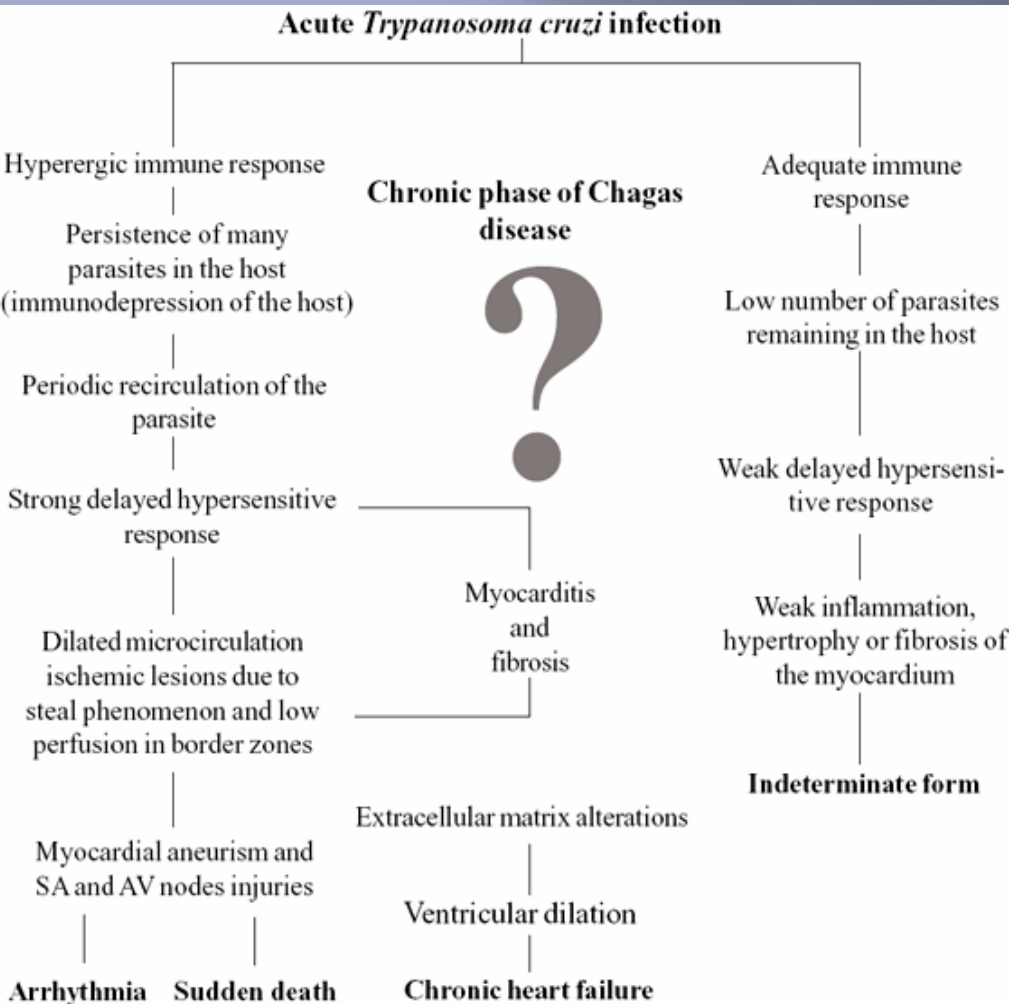 Acute Trypanosoma cruzi infection
Hyperergic immune response
Persistence of many
parasites in the host
(immunodepression of the host)
Periodic recirculation of the
parasite
Strong delayed hypersensitive
response
Dilated microcirculation
ischemic lesions due to
steal phenomenon and low
perfusion in border zones
Myocardial aneurism and
SA and AV nodes injuries
Arrhythmia
Sudden death
Chronic phase of Chagas
disease
?
Myocarditis
and
fibrosis
Extracellular matrix alterations
Ventricular dilation
Chronic heart failure
Adequate immune
response
Low number of parasites
remaining in the host
Weak delayed hypersensi-
tive response
Weak inflammation,
hypertrophy or fibrosis of
the myocardium
Indeterminate form